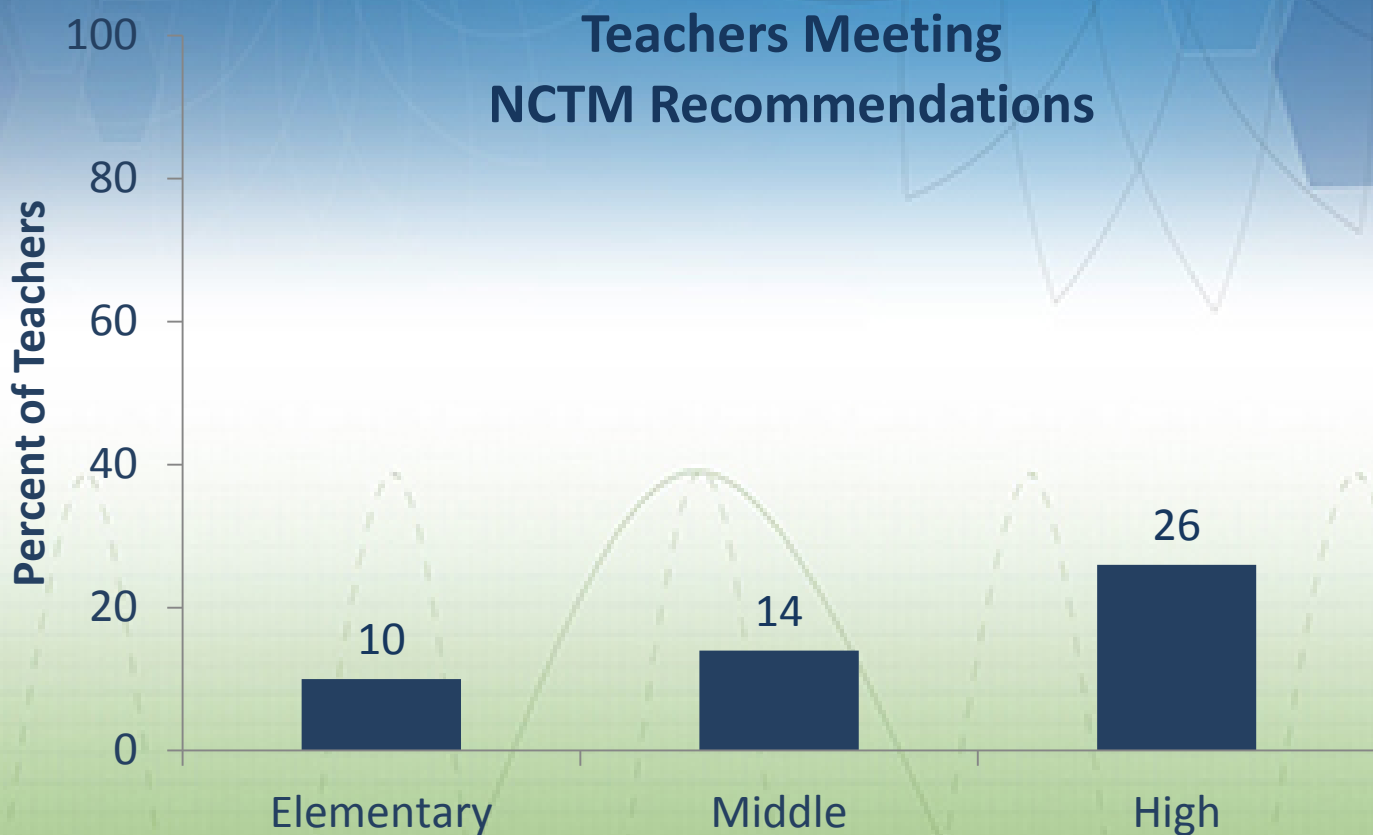 Teachers Meeting
NCTM Recommendations
Percent of Teachers
100
80
60
40
20
0
10
14
26
Elementary
Middle
High